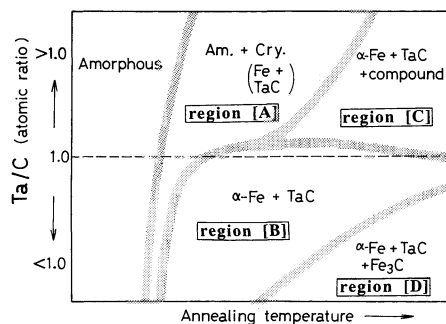 >1.0
Amorphous
Am. + Cry.
(Fe +
TaC)
region [A]
α-Fe + TaC
+compound
region [C]
Ta/C (atomic ratio)
1.0
α-Fe + TaC
region [B]
α-Fe + TaC
+Fe₃C
region [D]
<1.0
Annealing temperature